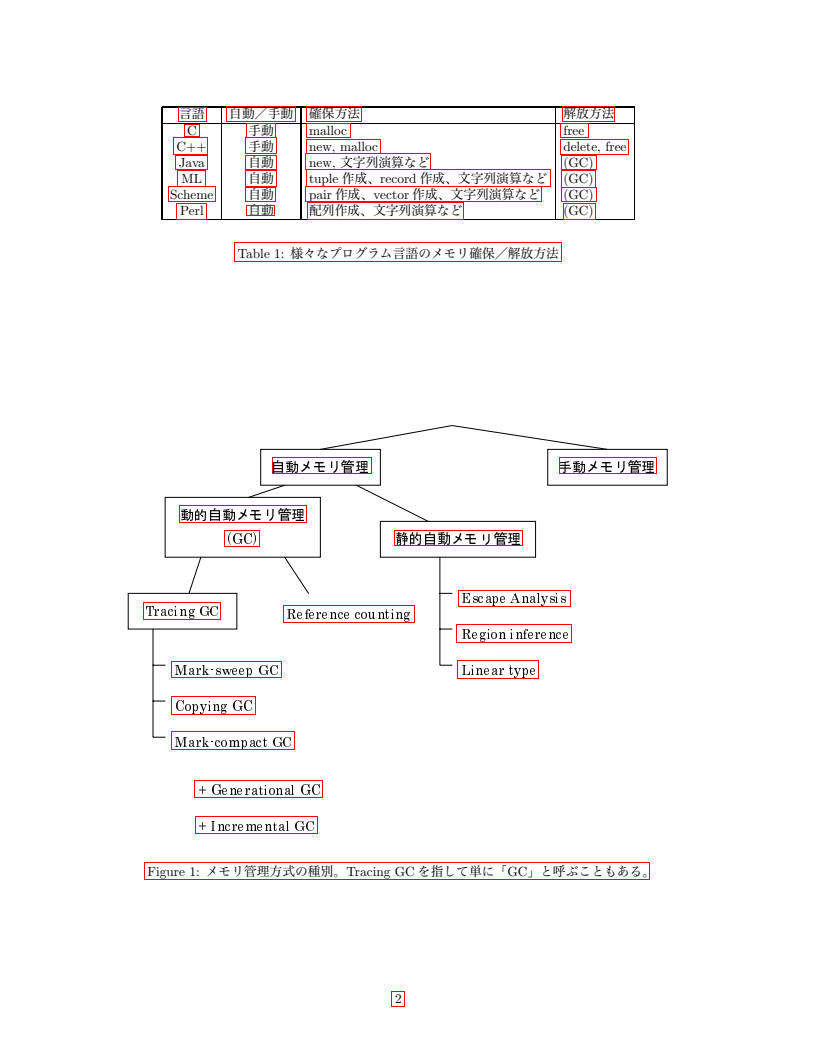 言語 自動／手動 確保方法 解放方法
C 手動 malloc free
C++ 手動 new, malloc delete, free
Java 自動 new, 文字列演算など (GC)
ML 自動 tuple 作成、record 作成、文字列演算など (GC)
Scheme 自動 pair 作成、vector 作成、文字列演算など (GC)
Perl 自動 配列作成、文字列演算など (GC)
Table 1: 様々なプログラム言語のメモリ確保／解放方法
自動メモリ管理 手動メモリ管理
動的自動メモリ管理
(GC)
静的自動メモリ管理
Tracing GC
Reference counting
Escape Analysis
Region inference
Linear type
Mark-sweep GC
Copying GC
Mark-compact GC
+ Generational GC
+ Incremental GC
Figure 1: メモリ管理方式の種別。Tracing GC を指して単に「GC」と呼ぶこともある。
2